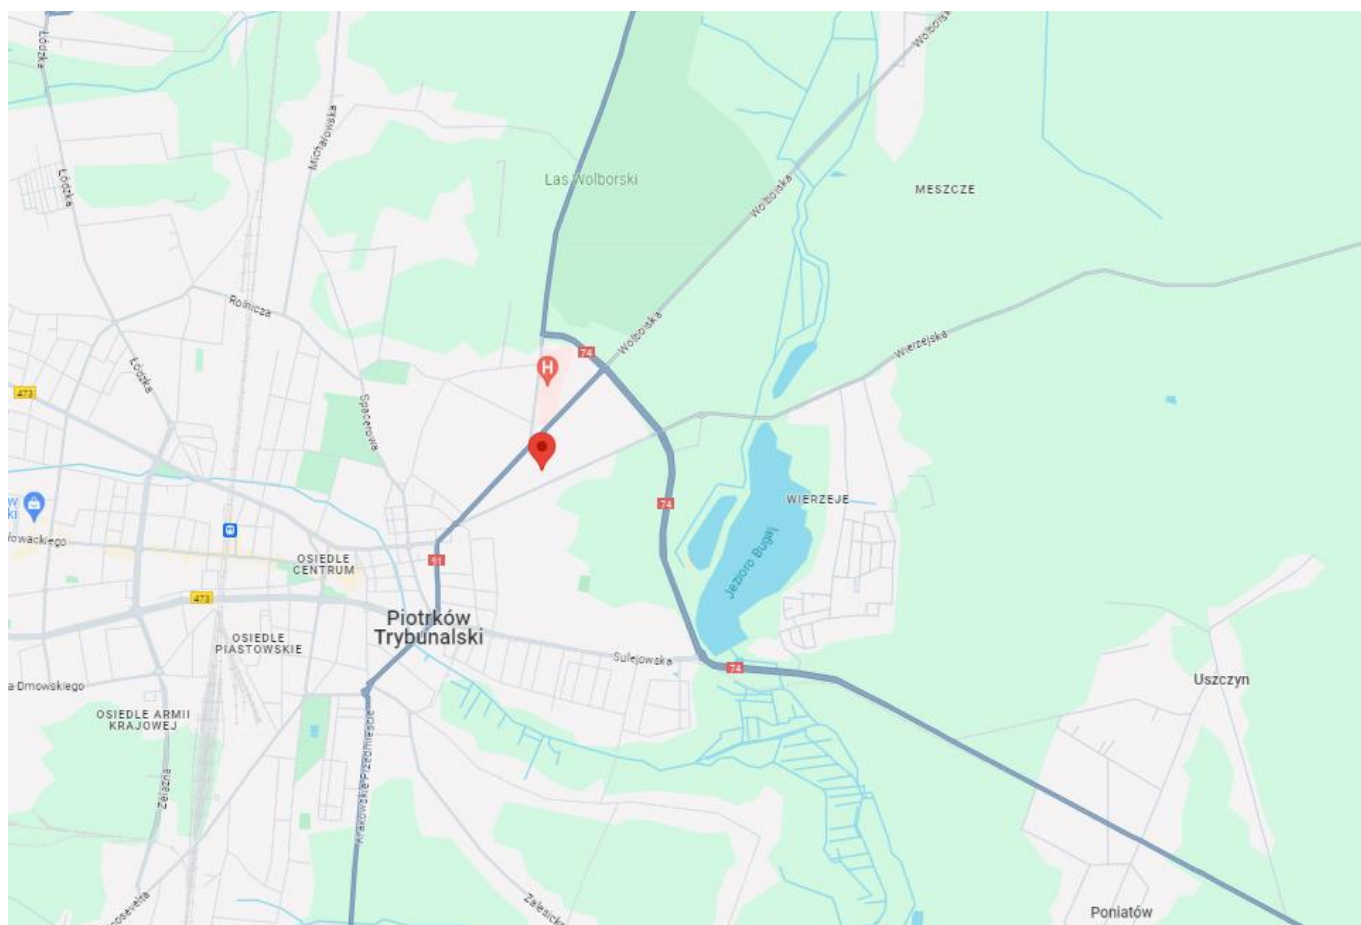 Łódzka
Wolborska
Michałowska
Łódzka
Las Wolborski
Wolborska
MESZCZE
Rolnicza
Wolborska
Wierzejska
74
H
Łódzka
473
Spacerowa
WIERZEJE
74
Słowackiego
OSIEDLE
CENTRUM
91
Jezioro Bugaj
473
Piotrków
Trybunalski
OSIEDLE
PIASTOWSKIE
Sulejowska
74
Uszczyn
a Dmowskiego
OSIEDLE ARMII
KRAJOWEJ
Krakowskie Przedmieście
Żelazna
Zalesicka
Poniatów